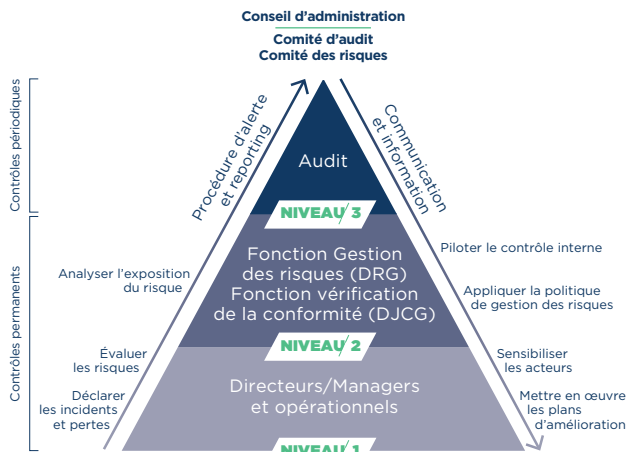 Conseil d’administration
Comité d’audit
Comité des risques
Contrôles périodiques
Procédure d’alerte
et reporting
Communication
et information
Audit
NIVEAU/3
Contrôles permanents
Analyser l’exposition
du risque
Fonction Gestion
des risques (DRG)
Fonction vérification
de la conformité (DJCG)
Piloter le contrôle interne
Appliquer la politique
de gestion des risques
NIVEAU/2
Évaluer
les risques
Déclarer
les incidents
et pertes
Directeurs/Managers
et opérationnels
Sensibiliser
les acteurs
Mettre en œuvre
les plans
d’amélioration
NIVEAU/1